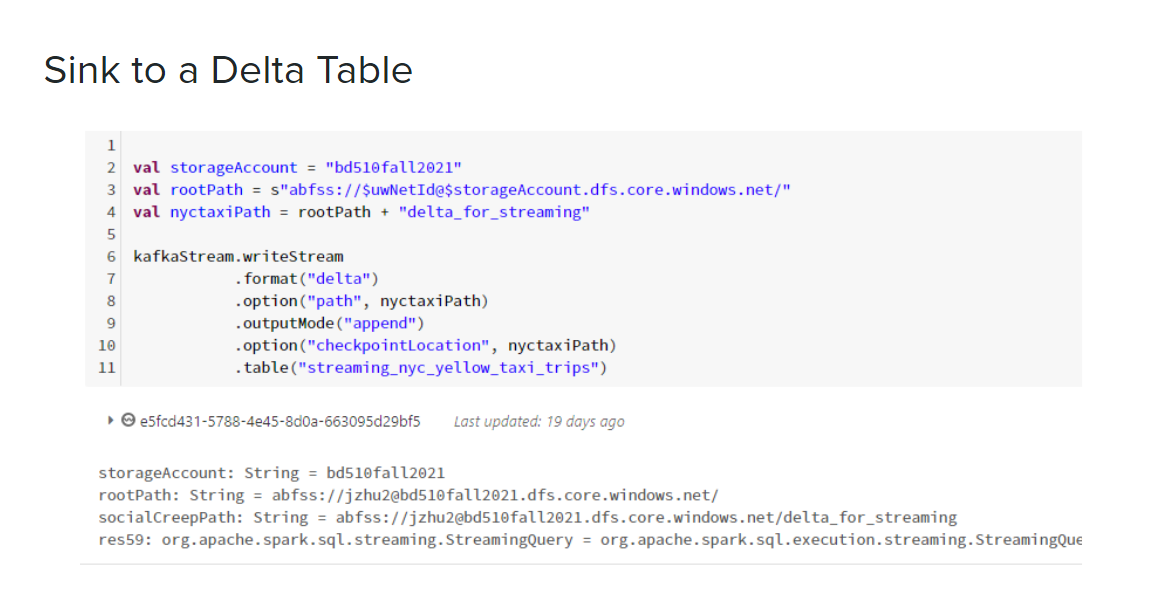 Sink to a Delta Table
1
2 val storageAccount = "bd510fall2021"
3 val rootPath = s"abfss://$uwNetId@$storageAccount.dfs.core.windows.net/"
4 val nyctaxiPath = rootPath + "delta_for_streaming"
5
6 kafkaStream.writeStream
7 .format("delta")
8 .option("path", nyctaxiPath)
9 .outputMode("append")
10 .option("checkpointLocation", nyctaxiPath)
11 .table("streaming_nyc_yellow_taxi_trips")
e5fcd431-5788-4e45-8d0a-663095d29bf5 Last updated: 19 days ago
storageAccount: String = bd510fall2021
rootPath: String = abfss://jzhu2@bd510fall2021.dfs.core.windows.net/
socialCreepPath: String = abfss://jzhu2@bd510fall2021.dfs.core.windows.net/delta_for_streaming
res59: org.apache.spark.sql.streaming.StreamingQuery = org.apache.spark.sql.execution.streaming.StreamingQue